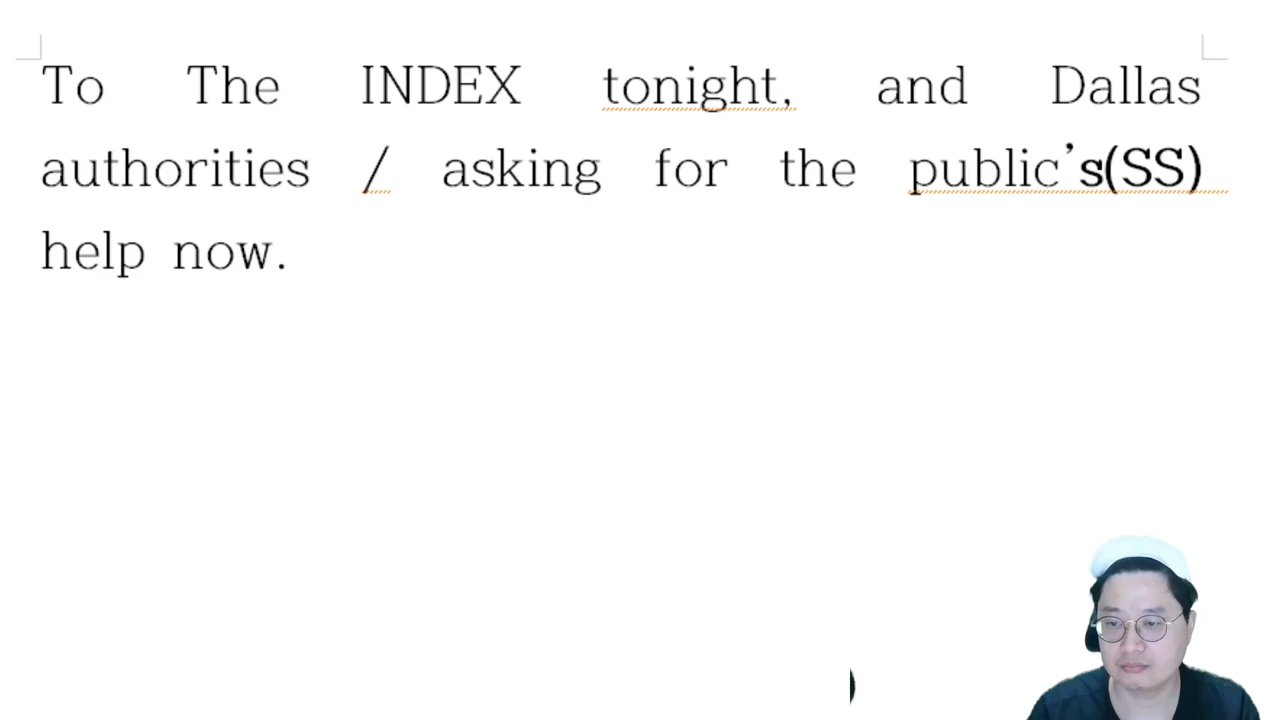 To The INDEX tonight, and Dallas
authorities / asking for the public’s(SS)
help now.